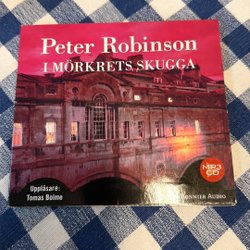 Peter Robinson
I MÖRKRETS SKUGGA
Uppläsare:
Tomas Bolme
MP3
CD
BONNIER AUDIO